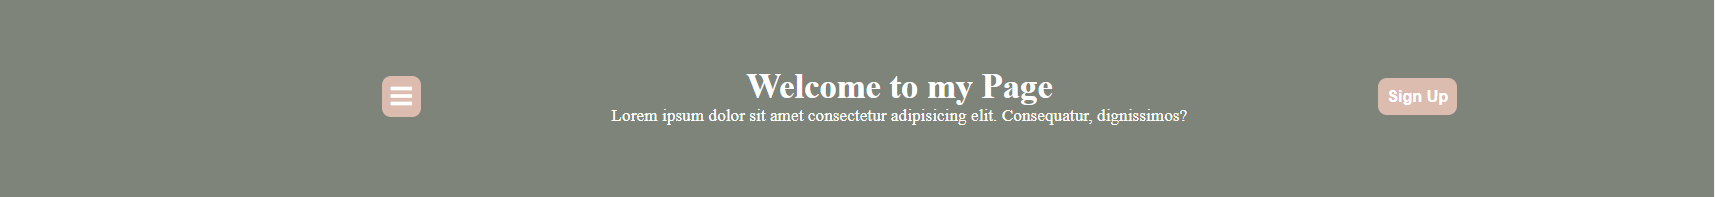 Welcome to my Page
Lorem ipsum dolor sit amet consectetur adipisicing elit. Consequatur, dignissimos?
Sign Up